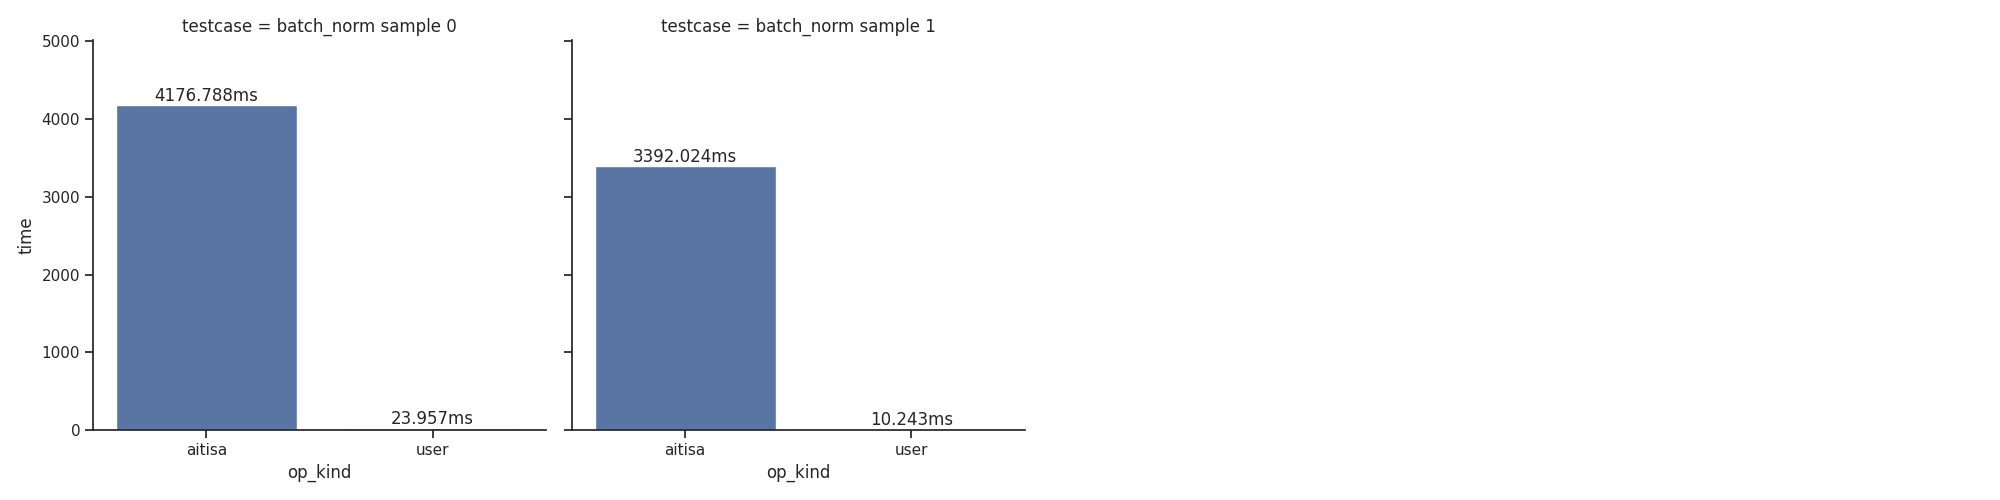 testcase = batch_norm sample 0
testcase = batch_norm sample 1
5000
4176.788ms
4000
3392.024ms
3000
time
2000
1000
23.957ms
10.243ms
0
aitisa
user
aitisa
user
op_kind
op_kind